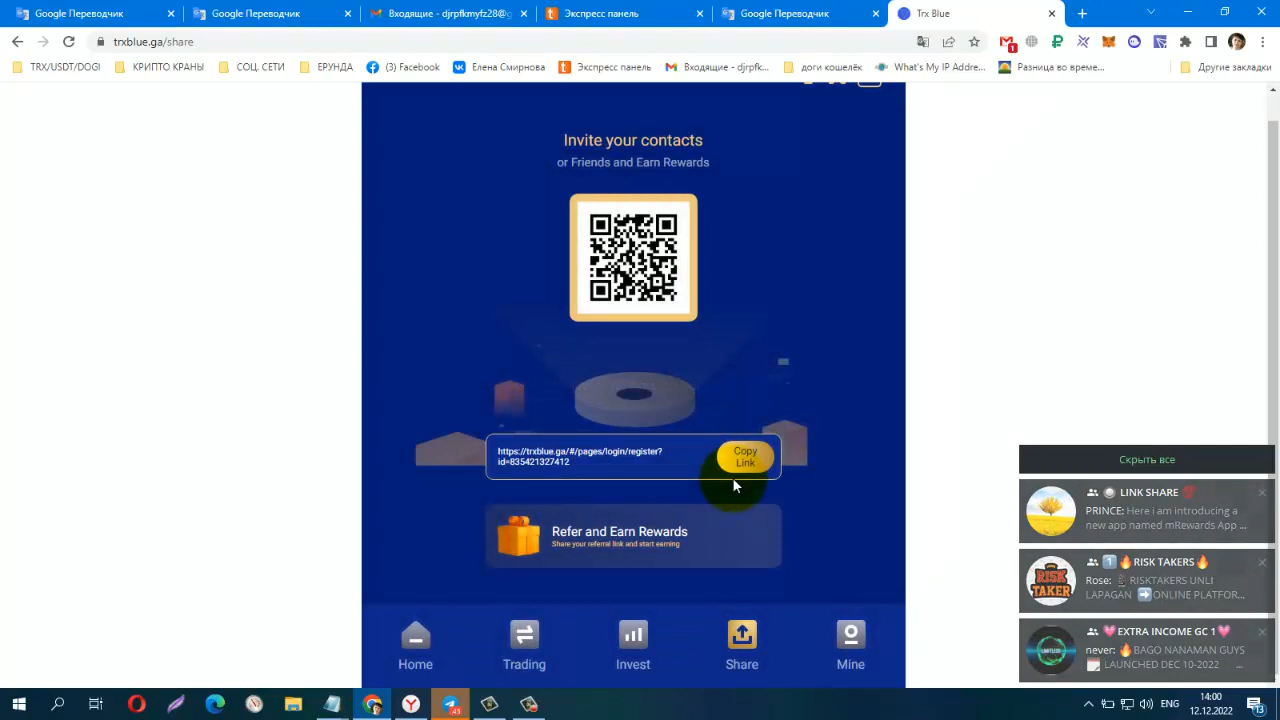 Google Переводчик
Google Переводчик
Входящие - djrpfkmyfz28@g
Экспресс панель
Google Переводчик
Trx Blue
trxblue.ga/share
1
TRX/USDT/DOGI
КРИПТО КРАНЫ
СОЦ. СЕТИ
ЕРУНДА
(3) Facebook
Елена Смирнова
Экспресс панель
Входящие - djrpfk...
доги кошелёк
What's My IP Addre...
Разница во време...
Другие закладки
Invite your contacts
or Friends and Earn Rewards
https://trxblue.ga/#/pages/login/register?
id=835421327412
Copy
Link
Refer and Earn Rewards
Share your referral link and start earning
Home
Trading
Invest
Share
Mine
Скрыть все
LINK SHARE
PRINCE: Here i am introducing a
new app named mRewards App ...
RISK TAKER
1 RISK TAKERS
Rose: RISKTAKERS UNLI
LAPAGAN ONLINE PLATFOR...
EXTRA INCOME GC 1
never: BAGO NANAMAN GUYS
LAUNCHED DEC 10-2022 ...
ENG
14:00
12.12.2022
13